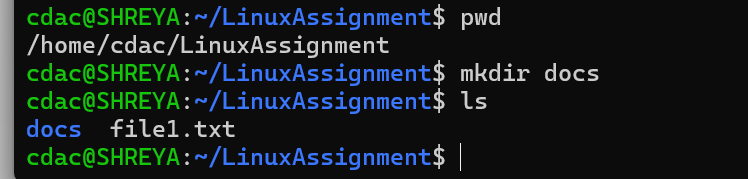 cdac@SHREYA:~/LinuxAssignment$ pwd
/home/cdac/LinuxAssignment
cdac@SHREYA:~/LinuxAssignment$ mkdir docs
cdac@SHREYA:~/LinuxAssignment$ ls
docs  file1.txt
cdac@SHREYA:~/LinuxAssignment$